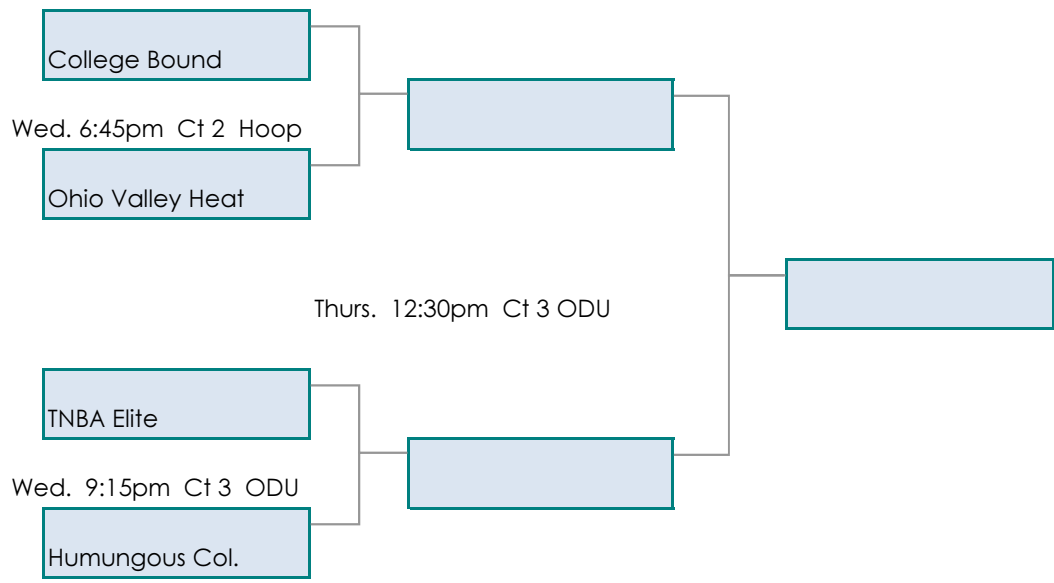 College Bound
Wed. 6:45pm Ct 2 Hoop
Ohio Valley Heat
Thurs. 12:30pm Ct 3 ODU
TNBA Elite
Wed. 9:15pm Ct 3 ODU
Humungous Col.